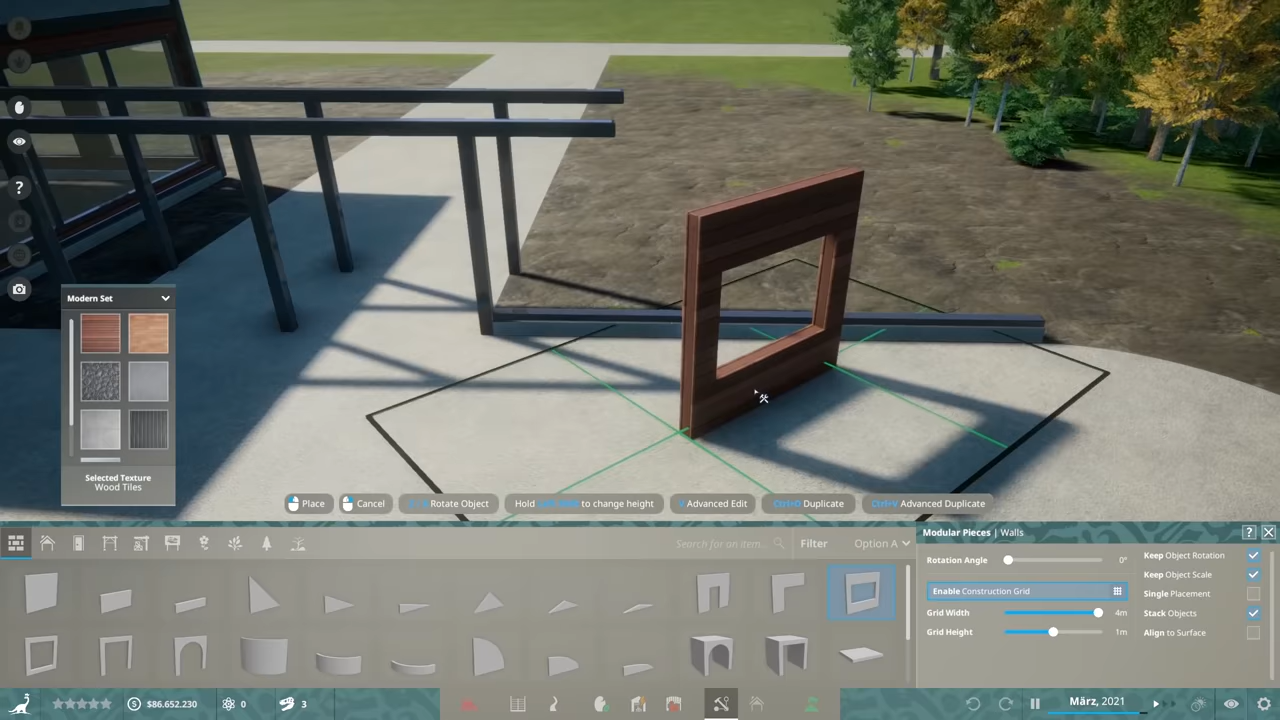 Modern Set
Selected Texture
Wood Tiles
Place
Cancel
Rotate Object
Hold
to change height
Advanced Edit
Ctrl+D Duplicate
Advanced Duplicate
Search for an item...
Filter
Option A
Modular Pieces | Walls
?
Rotation Angle
0°
Enable Construction Grid
Grid Width
4m
Grid Height
1m
Keep Object Rotation
Keep Object Scale
Single Placement
Stack Objects
Align to Surface
?
$86.652.230
0
3
März, 2021